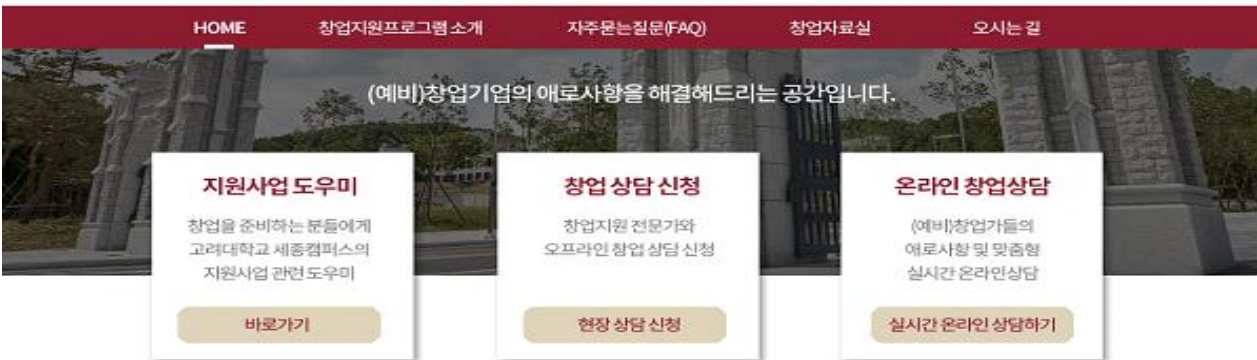 HOME 창업지원프로그램 소개 자주묻는질문(FAQ) 창업자료실 오시는 길
(예비)창업기업의 애로사항을 해결해드리는 공간입니다.
지원사업 도우미
창업을 준비하는 분들에게
고려대학교 세종캠퍼스의
지원사업 관련 도우미
바로가기
창업 상담 신청
창업지원 전문가와
오프라인 창업 상담 신청
현장 상담 신청
온라인 창업상담
(예비)창업가들의
애로사항 및 맞춤형
실시간 온라인상담
실시간 온라인 상담하기